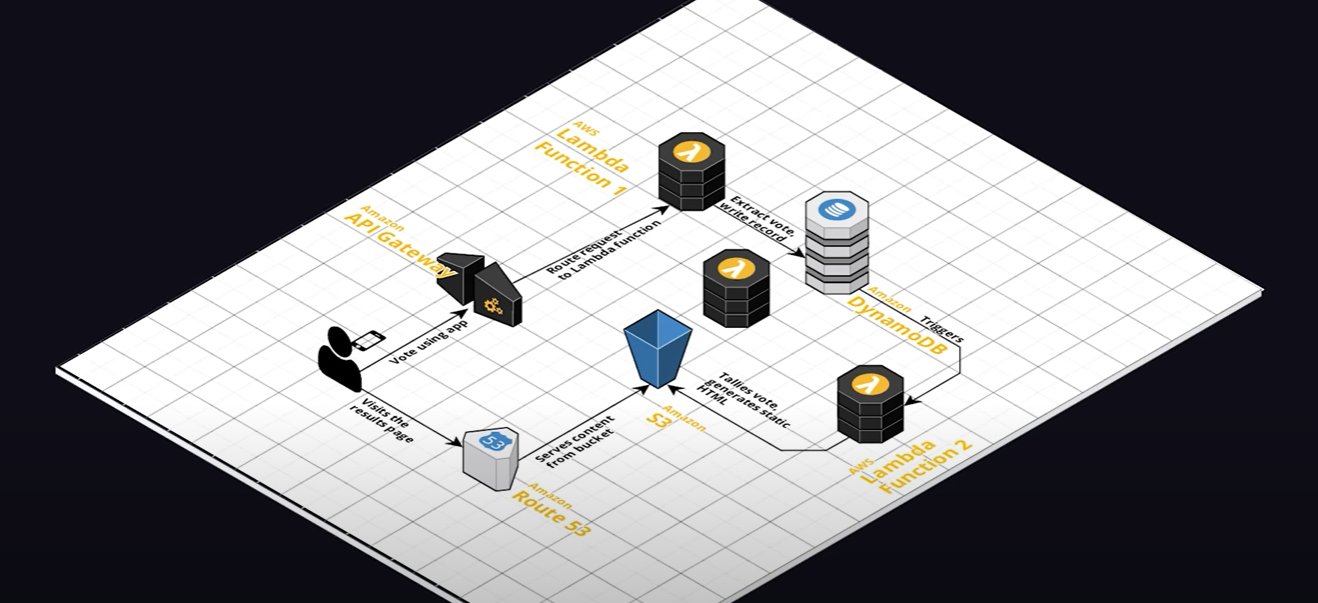 AWS
Lambda
Function 1
Amazon
API Gateway
Extract vote,
write record
Route request
to Lambda function
Amazon
DynamoDB
Triggers
Vote using app
Tallies vote,
generates static
HTML
Amazon
S3
Visits the
results page
53
Serves content
from bucket
AWS
Lambda
Function 2
Amazon
Route 53